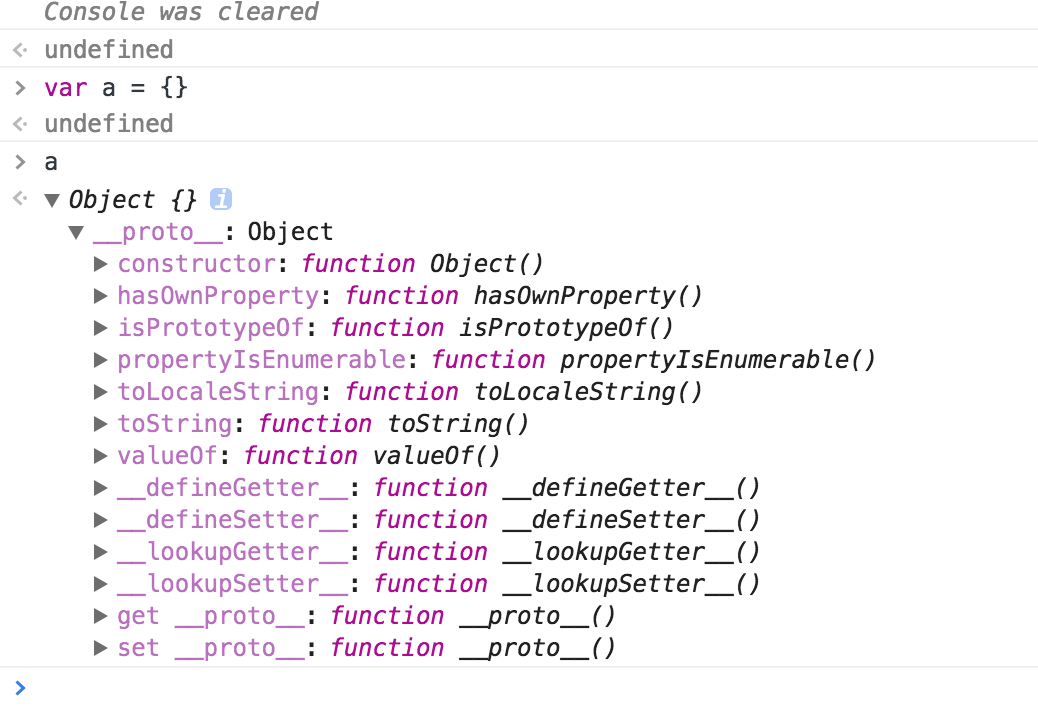 Console was cleared
undefined
var a = {}
undefined
a
Object {} i
__proto__: Object
constructor: function Object()
hasOwnProperty: function hasOwnProperty()
isPrototypeOf: function isPrototypeOf()
propertyIsEnumerable: function propertyIsEnumerable()
toLocaleString: function toLocaleString()
toString: function toString()
valueOf: function valueOf()
__defineGetter__: function __defineGetter__()
__defineSetter__: function __defineSetter__()
__lookupGetter__: function __lookupGetter__()
__lookupSetter__: function __lookupSetter__()
get __proto__: function __proto__()
set __proto__: function __proto__()